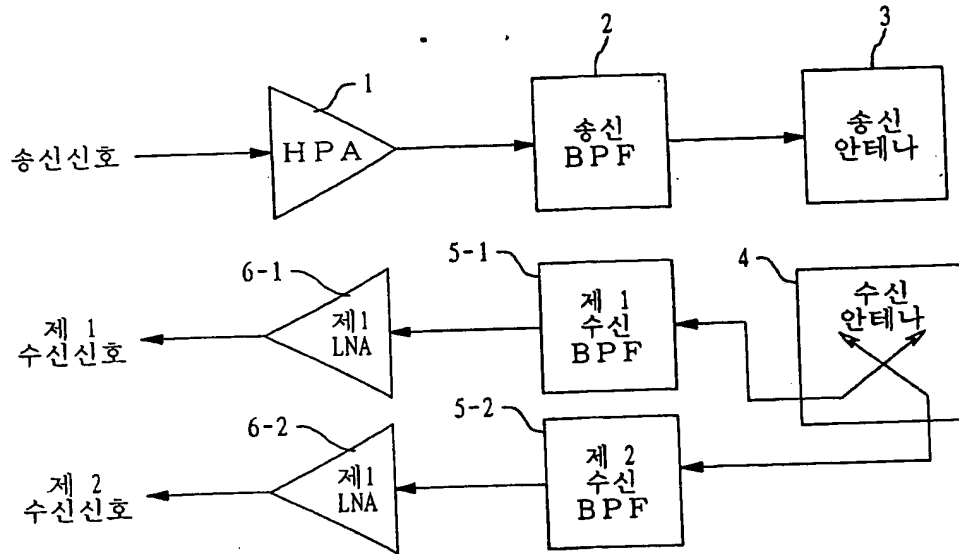 1
2
3
송신신호
HPA
송신
BPF
송신
안테나
6-1
5-1
4
제 1
수신신호
제1
LNA
제 1
수신
BPF
수신
안테나
6-2
5-2
제 2
수신신호
제1
LNA
제 2
수신
BPF